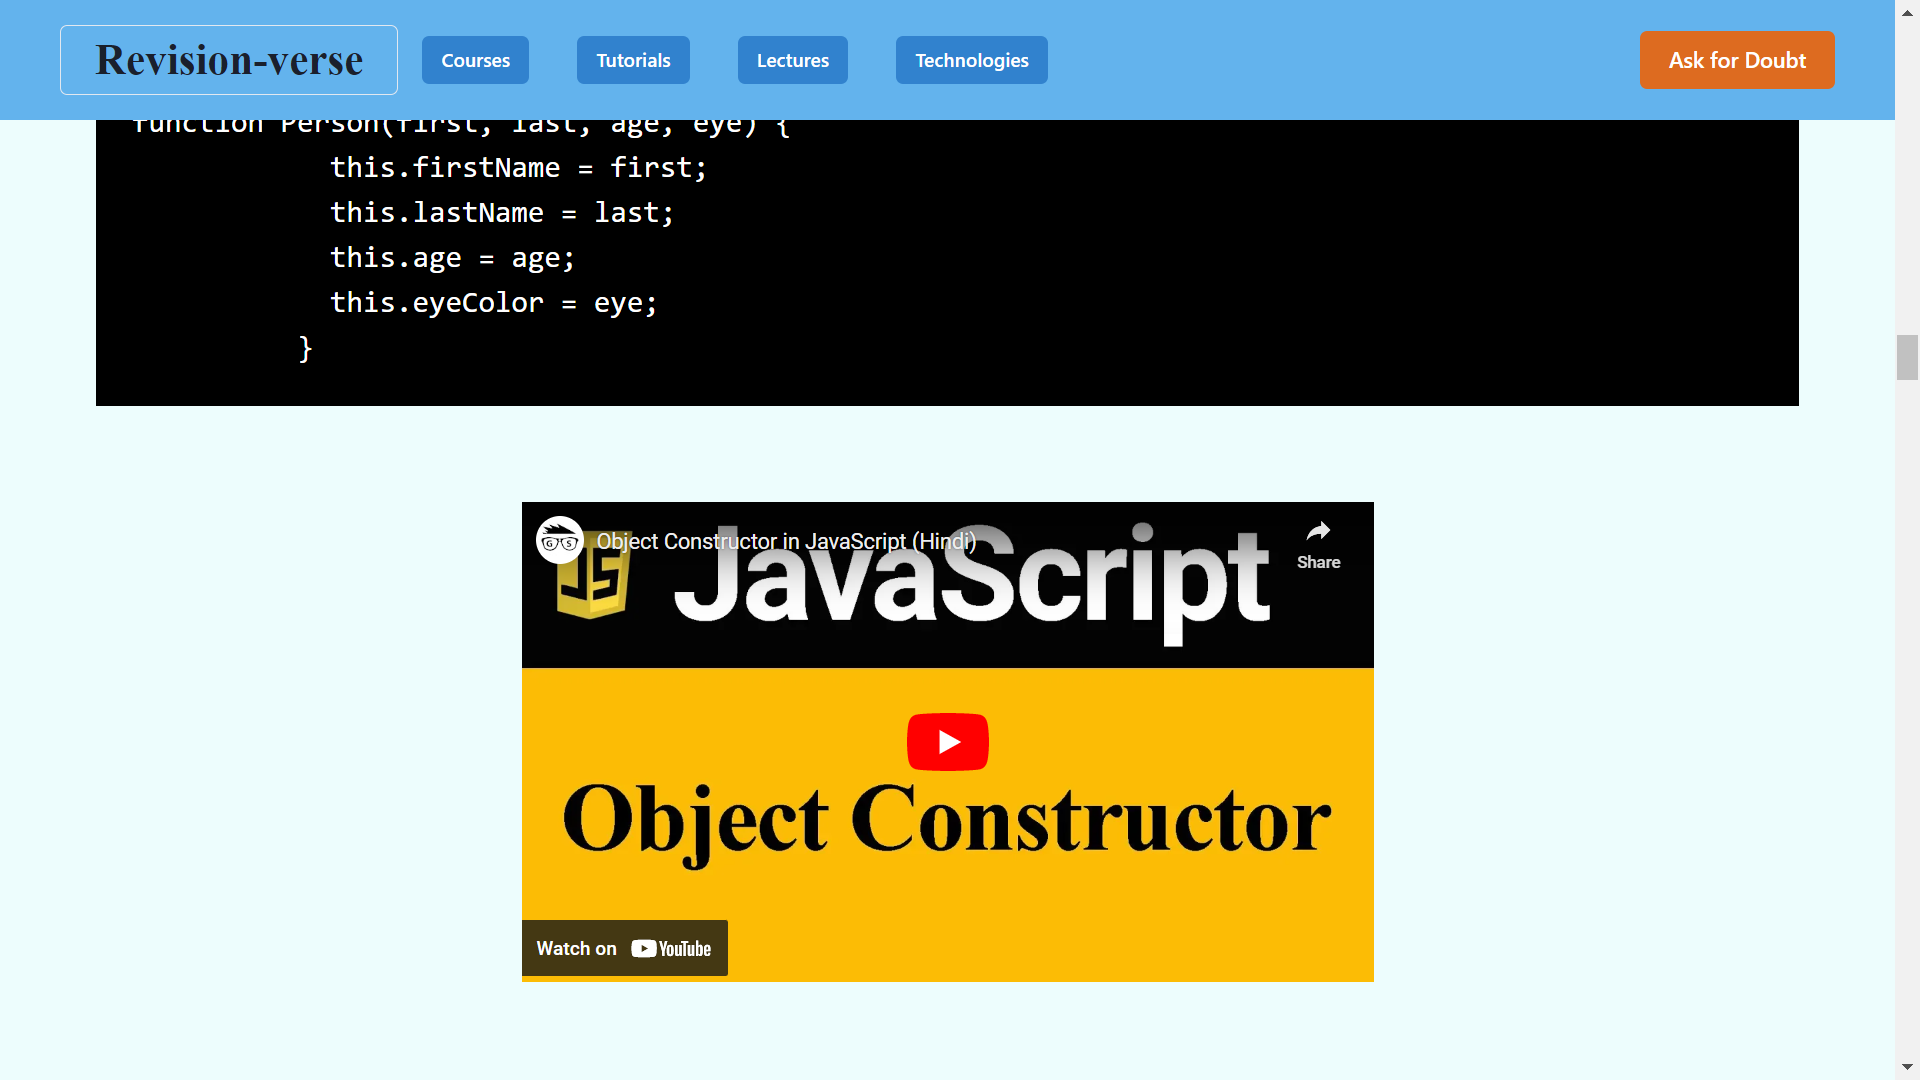 Revision-verse
Courses
Tutorials
Lectures
Technologies
Ask for Doubt
function Person(first, last, age, eye) {
this.firstName = first;
this.lastName = last;
this.age = age;
this.eyeColor = eye;
}
Object Constructor in JavaScript (Hindi)
Share
GS
JS JavaScript
Object Constructor
Watch on YouTube